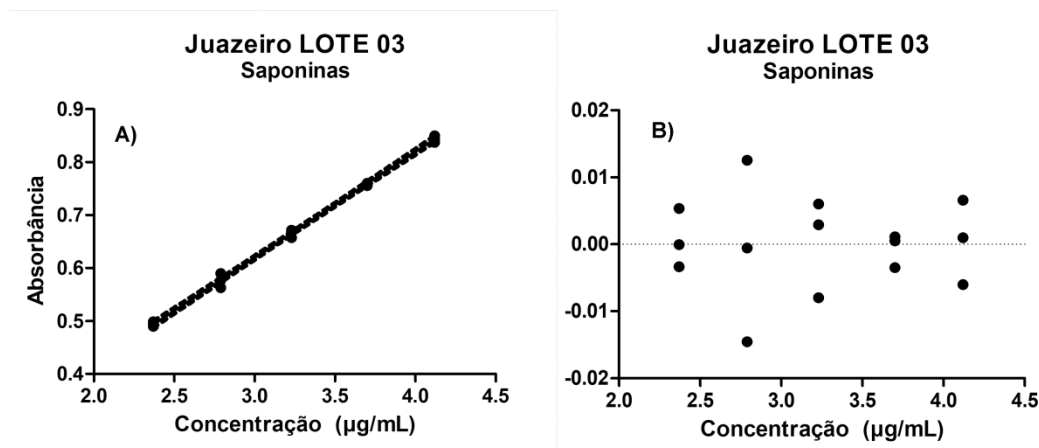 Juazeiro LOTE 03
Saponinas
A)
0.9
0.8
0.7
0.6
0.5
0.4
Absorbância
2.0 2.5 3.0 3.5 4.0 4.5
Concentração (µg/mL)
Juazeiro LOTE 03
Saponinas
B)
0.02
0.01
0.00
-0.01
-0.02
2.0 2.5 3.0 3.5 4.0 4.5
Concentração (µg/mL)